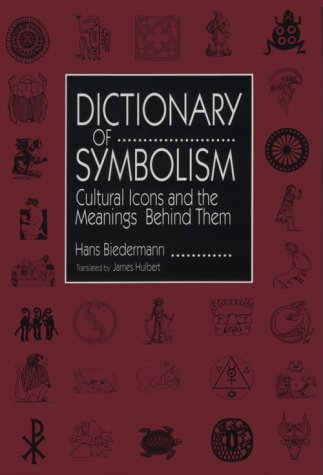 DICTIONARY
OF
SYMBOLISM
Cultural Icons and the
Meanings Behind Them
Hans Biedermann
Translated by James Hulbert